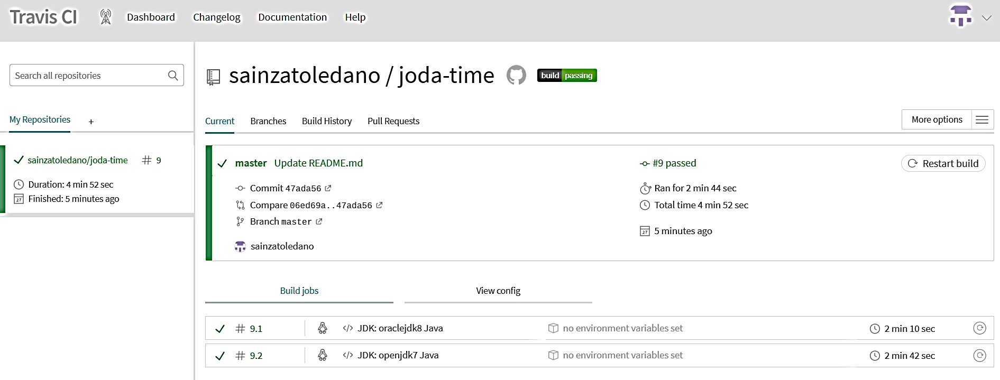 Travis CI Dashboard Changelog Documentation Help
Search all repositories
My Repositories +
sainzatoledano/joda-time # 9
Duration: 4 min 52 sec
27 Finished: 5 minutes ago
sainzatoledano / joda-time build passing
Current Branches Build History Pull Requests More options
master Update README.md #9 passed Restart build
Commit 47ada56 Ran for 2 min 44 sec
Compare 06ed69a..47ada56 Total time 4 min 52 sec
Branch master
27 5 minutes ago
sainzatoledano
Build jobs View config
# 9.1 </> JDK: oraclejdk8 Java no environment variables set 2 min 10 sec
# 9.2 </> JDK: openjdk7 Java no environment variables set 2 min 42 sec